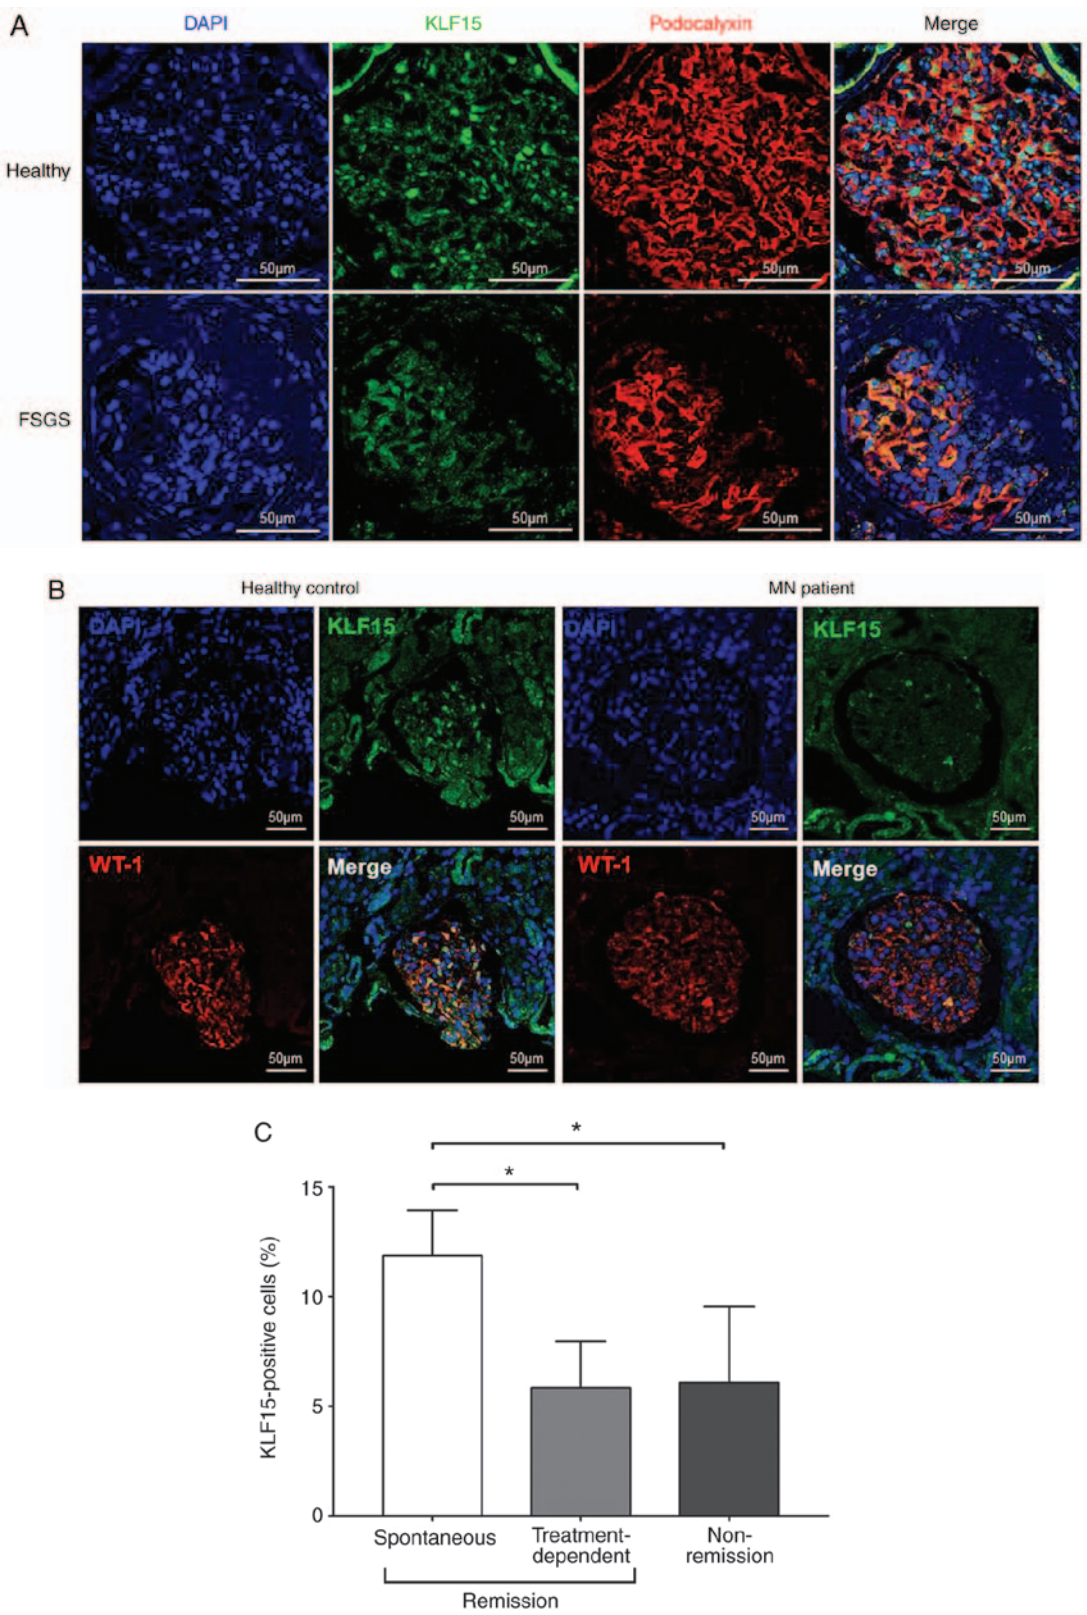 A
DAPI KLF15 Podocalyxin Merge
Healthy
50µm 50µm 50µm 50µm
FSGS
50µm 50µm 50µm 50µm
B
Healthy control MN patient
DAPI KLF15 DAPI KLF15
50µm 50µm 50µm 50µm
WT-1 Merge WT-1 Merge
50µm 50µm 50µm 50µm
C
*
*
KLF15-positive cells (%)
15
10
5
0
Spontaneous Treatment- Non-
dependent remission
Remission